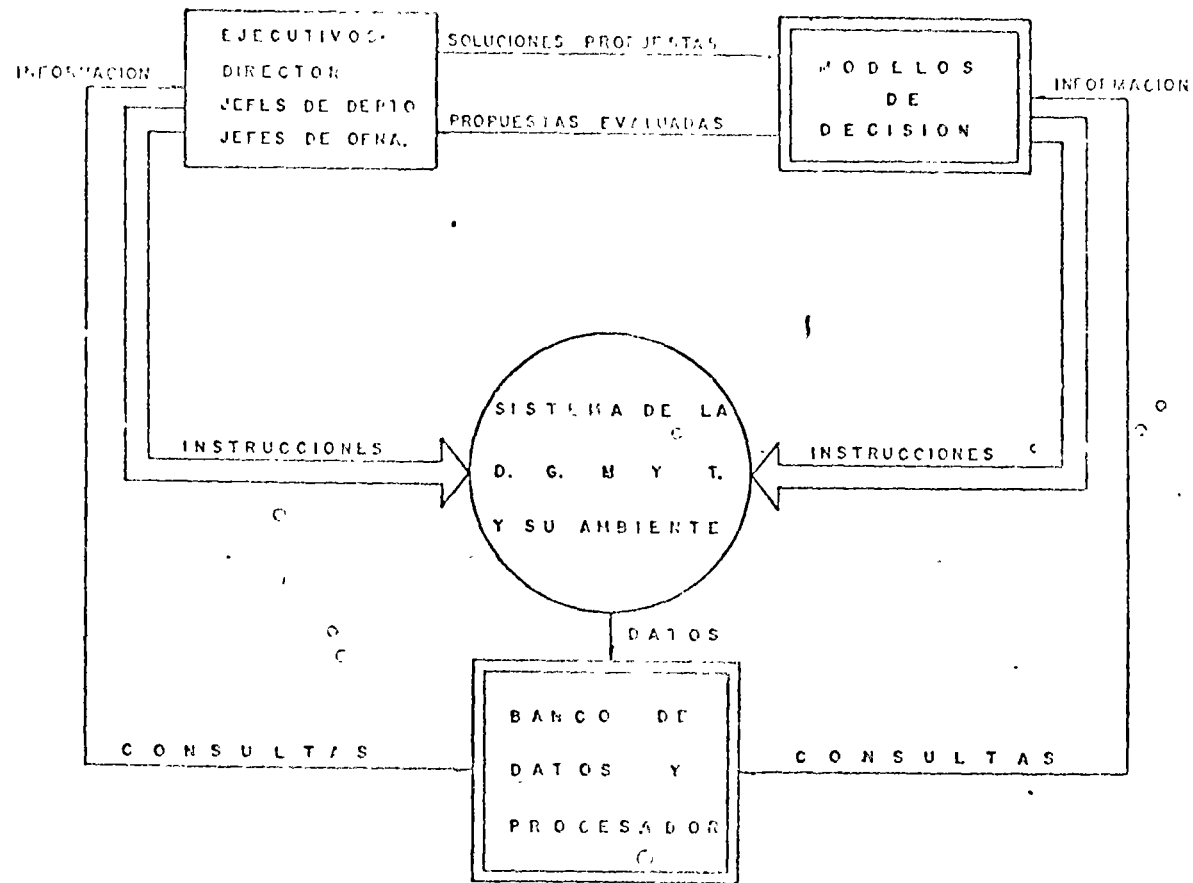 EJECUTIVOS.
DIRECTOR
JEFES DE DEPTO
JEFES DE OFNA.
SOLUCIONES PROPUESTAS
PROPUESTAS EVALUADAS
MODELOS
DE
DECISION
INFORMACION
INFORMACION
INSTRUCCIONES
INSTRUCCIONES
SISTEMA DE LA
D. G. M Y T.
Y SU AMBIENTE
DATOS
BANCO DE
DATOS Y
PROCESADOR
CONSULTAS
CONSULTAS